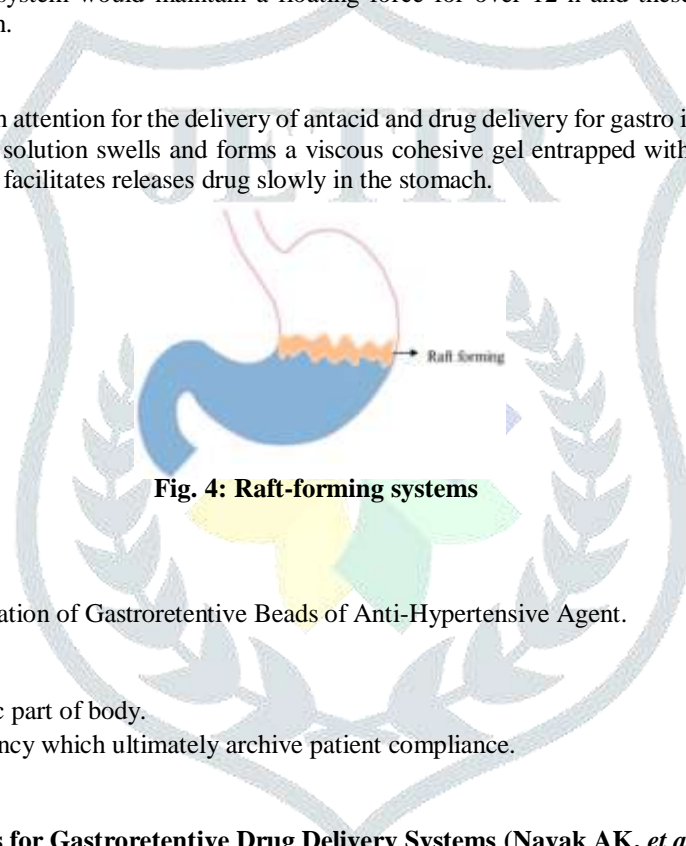 system would maintain a floating force for over 12 h and these
n.
n attention for the delivery of antacid and drug delivery for gastro i
solution swells and forms a viscous cohesive gel entrapped with
facilitates releases drug slowly in the stomach.
JETIR
Raft forming
Fig. 4: Raft-forming systems
ation of Gastroretentive Beads of Anti-Hypertensive Agent.
c part of body.
ncy which ultimately archive patient compliance.
s for Gastroretentive Drug Delivery Systems (Nayak AK, et a